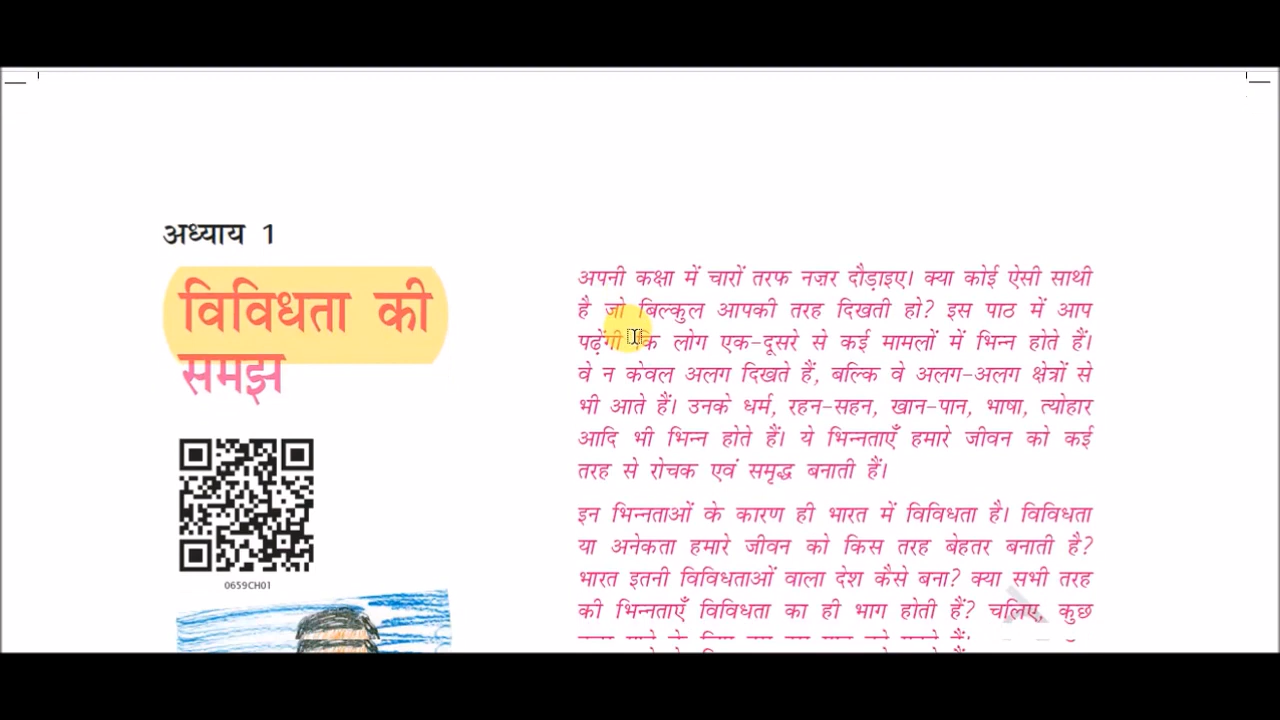 अध्याय 1
विविधता की
समझ
0659CH01
अपनी कक्षा में चारों तरफ नज़र दौड़ाइए। क्या कोई ऐसी साथी
है जो बिल्कुल आपकी तरह दिखती हो? इस पाठ में आप
पढ़ेंगी कि लोग एक-दूसरे से कई मामलों में भिन्न होते हैं।
वे न केवल अलग दिखते हैं, बल्कि वे अलग-अलग क्षेत्रों से
भी आते हैं। उनके धर्म, रहन-सहन, खान-पान, भाषा, त्योहार
आदि भी भिन्न होते हैं। ये भिन्नताएँ हमारे जीवन को कई
तरह से रोचक एवं समृद्ध बनाती हैं।
इन भिन्नताओं के कारण ही भारत में विविधता है। विविधता
या अनेकता हमारे जीवन को किस तरह बेहतर बनाती है?
भारत इतनी विविधताओं वाला देश कैसे बना? क्या सभी तरह
की भिन्नताएँ विविधता का ही भाग होती हैं? चलिए, कुछ